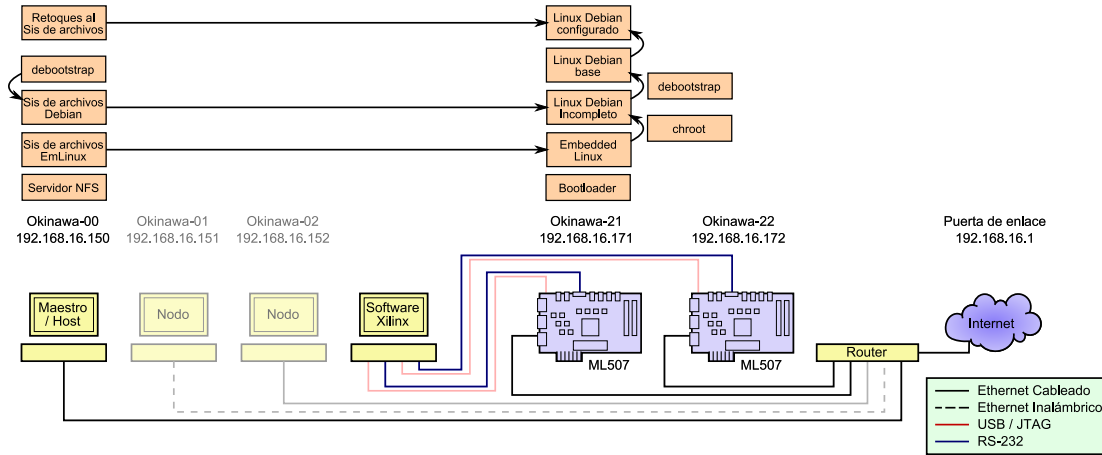 Retoques al
Sis de archivos
Linux Debian
configurado
debootstrap
Linux Debian
base
debootstrap
Sis de archivos
Debian
Linux Debian
Incompleto
chroot
Sis de archivos
EmLinux
Embedded
Linux
Servidor NFS
Bootloader
Okinawa-00
192.168.16.150
Okinawa-01
192.168.16.151
Okinawa-02
192.168.16.152
Okinawa-21
192.168.16.171
Okinawa-22
192.168.16.172
Puerta de enlace
192.168.16.1
Maestro
/ Host
Nodo
Nodo
Software
Xilinx
ML507
ML507
Internet
Router
Ethernet Cableado
Ethernet Inalámbrico
USB / JTAG
RS-232